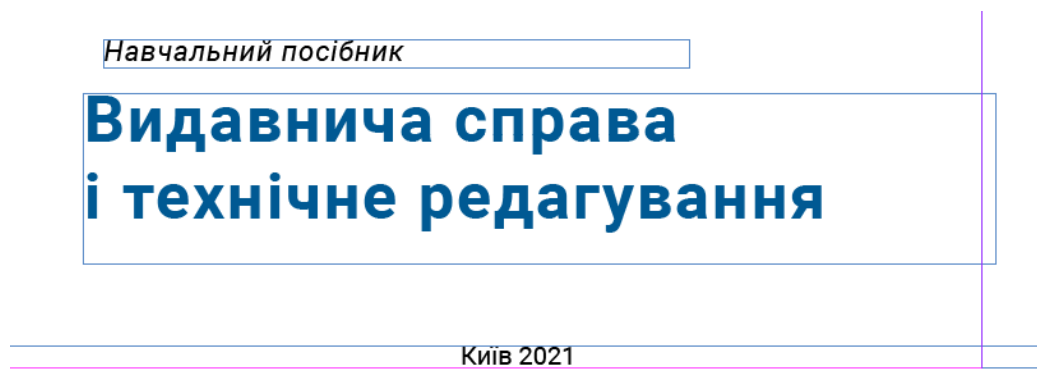 Навчальний посібник
Видавнича справа
і технічне редагування
Київ 2021